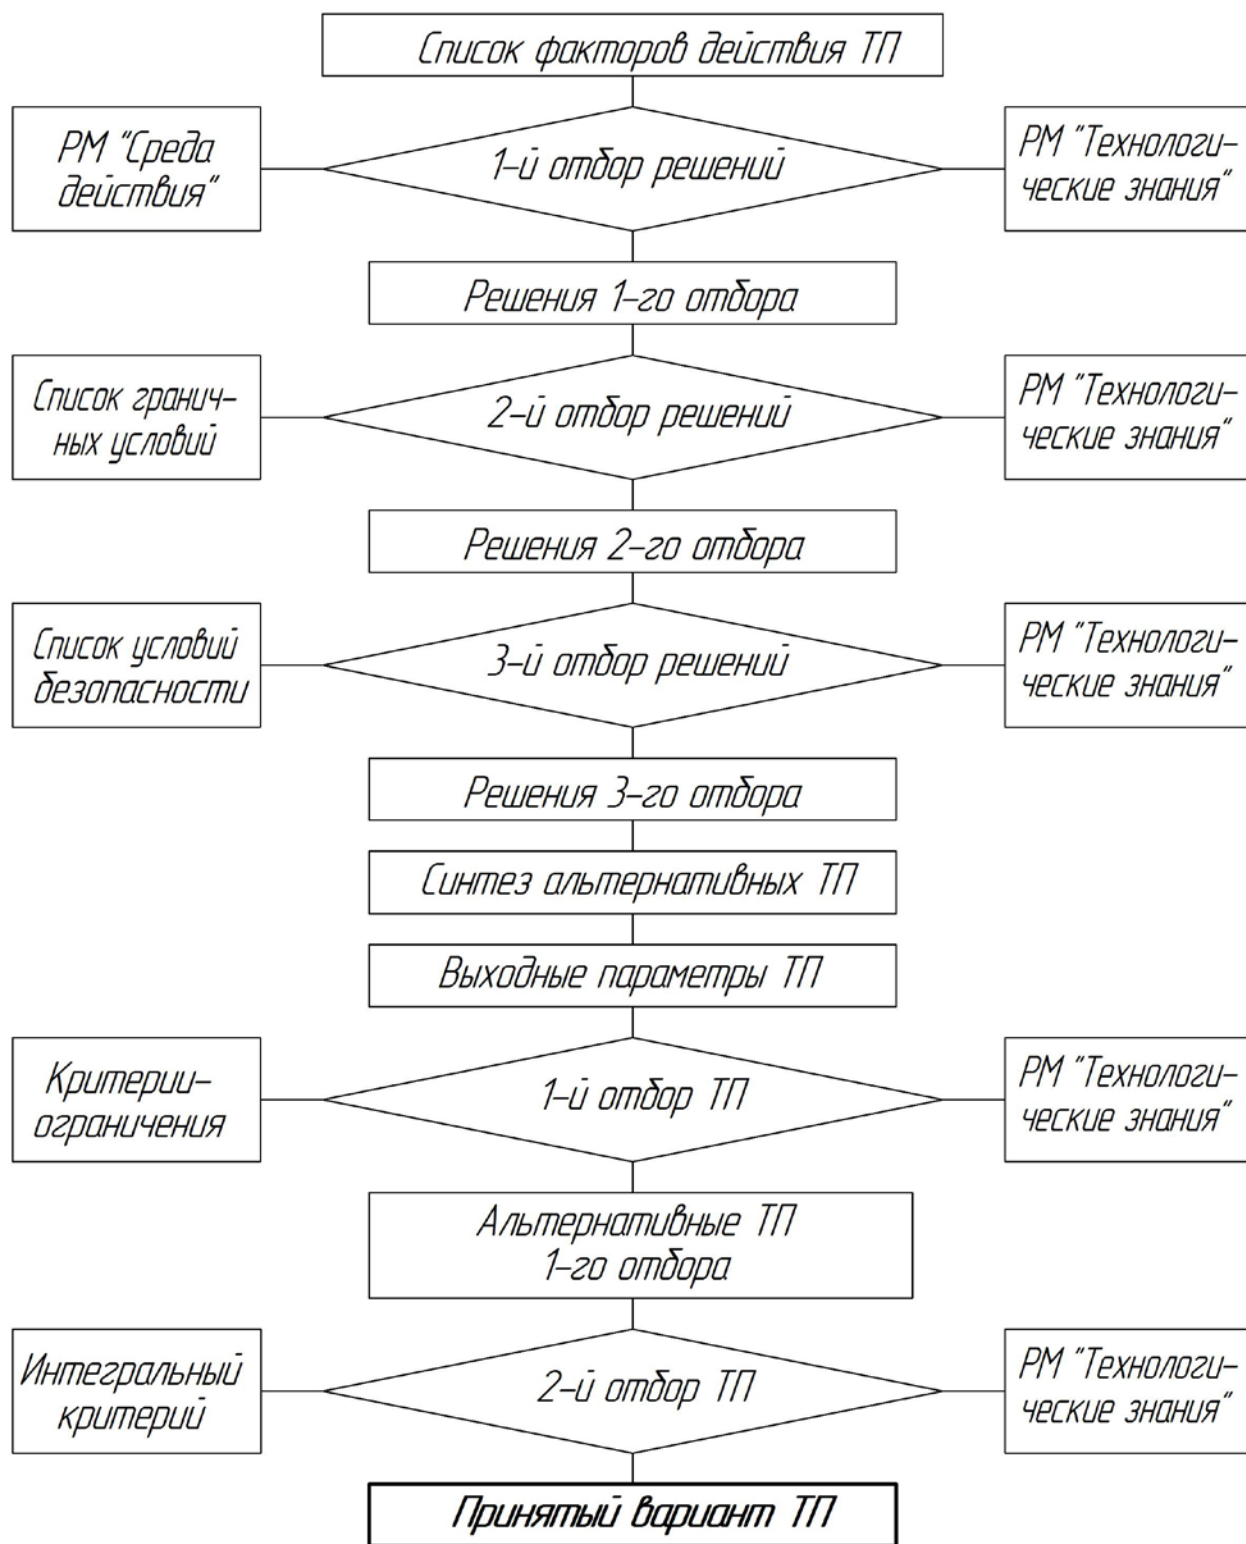 Список факторов действия ТП
РМ "Среда
действия"
1-й отбор решений
РМ "Технологи-
ческие знания"
Решения 1-го отбора
Список гранич-
ных условий
2-й отбор решений
РМ "Технологи-
ческие знания"
Решения 2-го отбора
Список условий
безопасности
3-й отбор решений
РМ "Технологи-
ческие знания"
Решения 3-го отбора
Синтез альтернативных ТП
Выходные параметры ТП
Критерии-
ограничения
1-й отбор ТП
РМ "Технологи-
ческие знания"
Альтернативные ТП
1-го отбора
Интегральный
критерий
2-й отбор ТП
РМ "Технологи-
ческие знания"
Принятый вариант ТП